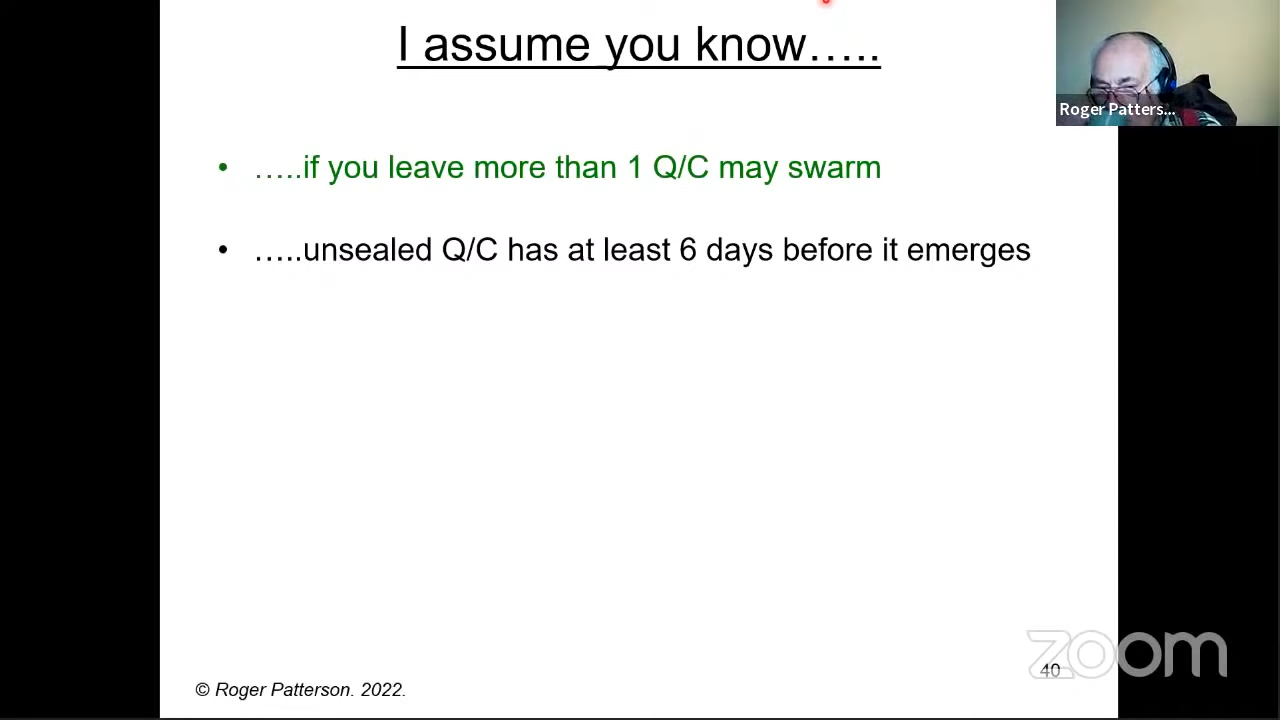 I assume you know…..
Roger Patters...
• …..if you leave more than 1 Q/C may swarm
• …..unsealed Q/C has at least 6 days before it emerges
zoom
40
© Roger Patterson. 2022.